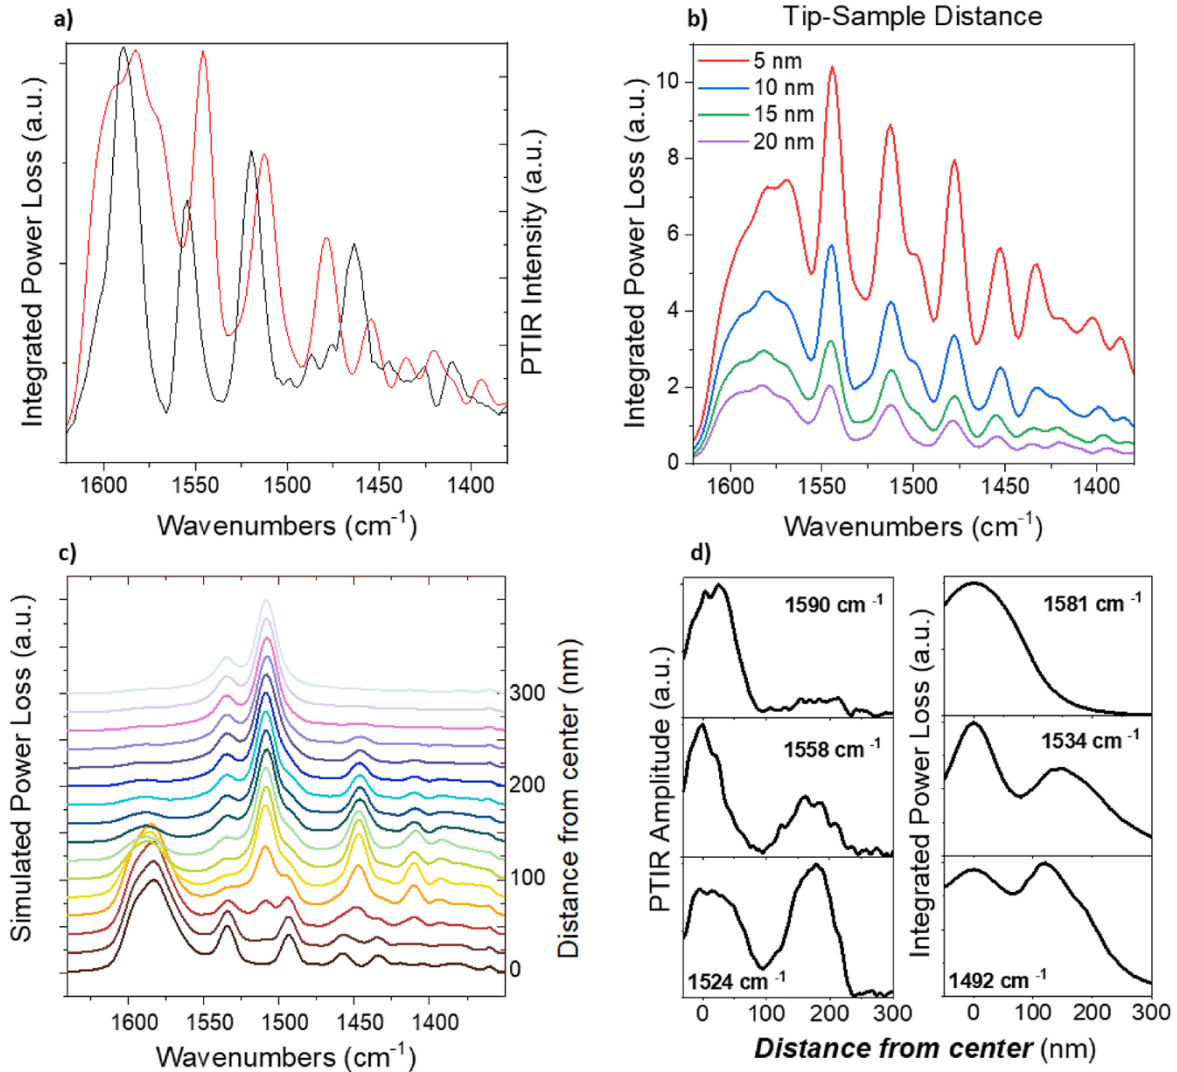 a)
Integrated Power Loss (a.u.)
PTIR Intensity (a.u.)
1600 1550 1500 1450 1400
Wavenumbers (cm⁻¹)
b)
Tip-Sample Distance
Integrated Power Loss (a.u.)
10
8
6
4
2
0
5 nm
10 nm
15 nm
20 nm
1600 1550 1500 1450 1400
Wavenumbers (cm⁻¹)
c)
Simulated Power Loss (a.u.)
Distance from center (nm)
300
200
100
0
1600 1550 1500 1450 1400
Wavenumbers (cm⁻¹)
d)
PTIR Amplitude (a.u.)
1590 cm ⁻¹
1558 cm ⁻¹
1524 cm ⁻¹
0 100 200 300
Integrated Power Loss (a.u.)
1581 cm ⁻¹
1534 cm ⁻¹
1492 cm ⁻¹
0 100 200 300
Distance from center (nm)